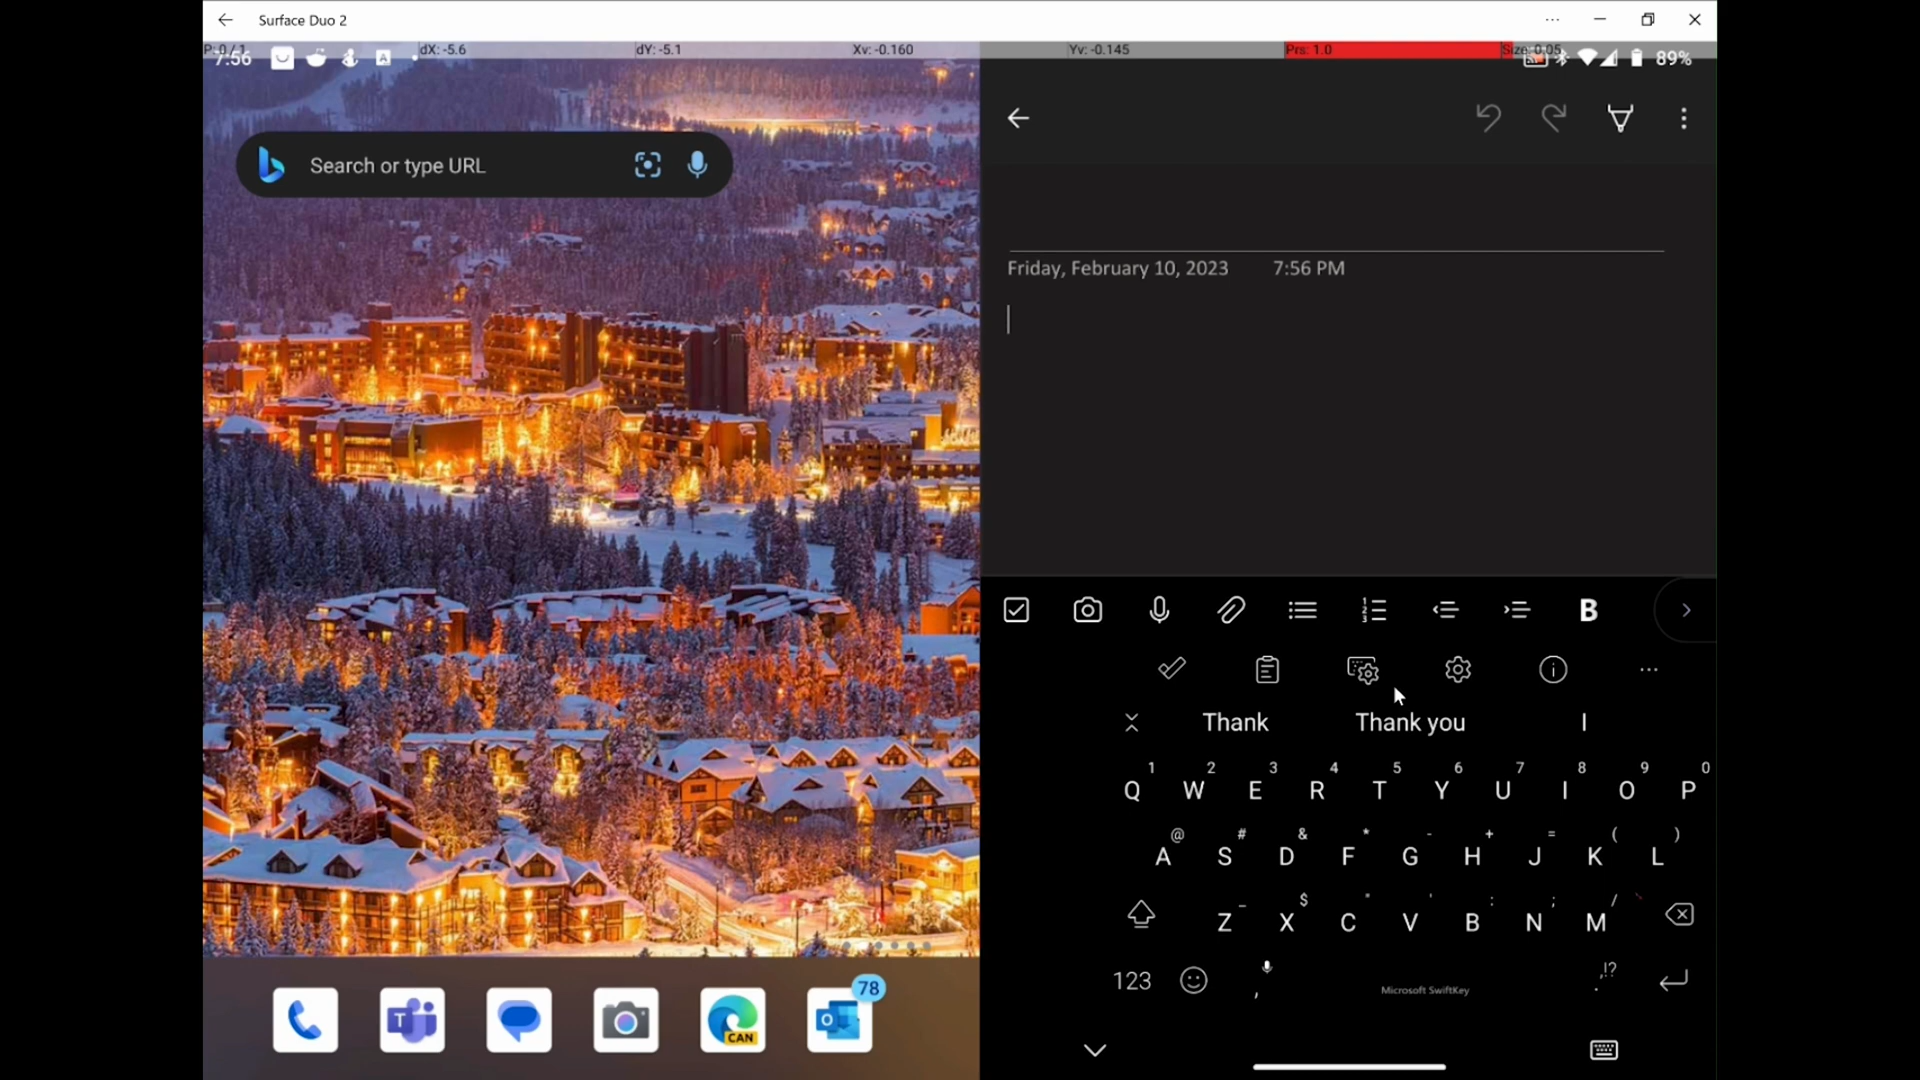 Surface Duo 2
P: 0 / 1
dX: -5.6
dY: -5.1
Xv: -0.160
Yv: -0.145
Prs: 1.0
Size: 0.05
7:56
A
89%
Search or type URL
Friday, February 10, 2023 7:56 PM
B
Thank
Thank you
I
1 2 3 4 5 6 7 8 9 0
Q W E R T Y U I O P
@ # & * - + = ( )
A S D F G H J K L
_ $ " ' : ; /
Z X C V B N M
123
,
Microsoft SwiftKey
,!?
.
T
CAN
O
78